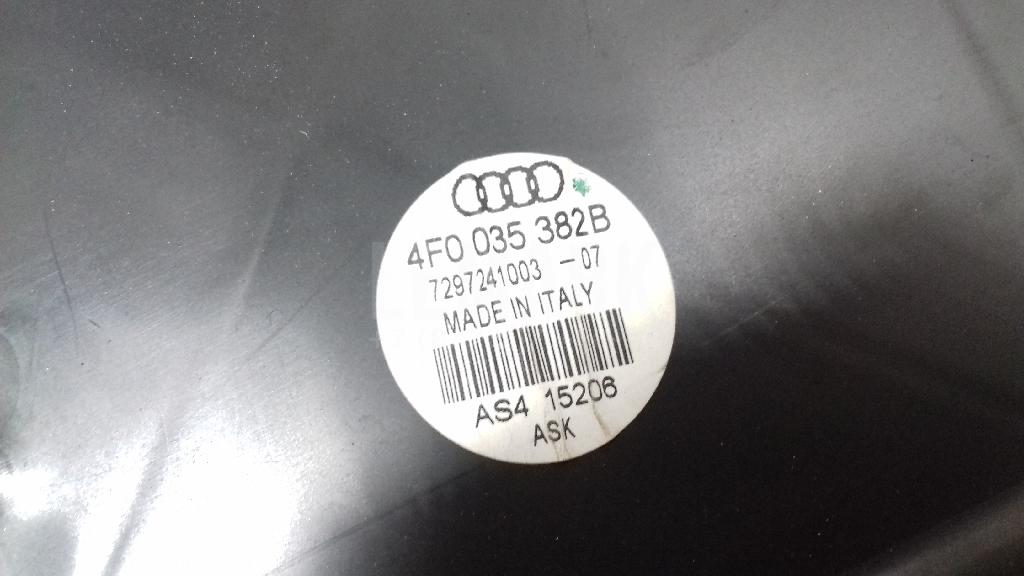 4F0 035 382B
7297241003 -07
MADE IN ITALY
AS4 15206
ASK